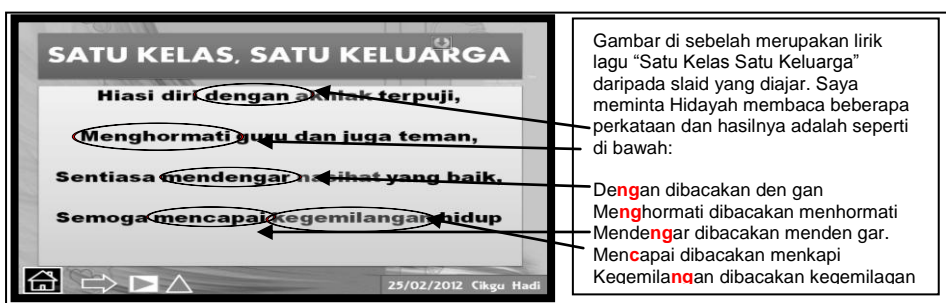 SATU KELAS, SATU KELUARGA
Hiasi diri dengan akhlak terpuji,
Menghormati guru dan juga teman,
Sentiasa mendengar nasihat yang baik,
Semoga mencapai kegemilangan hidup
25/02/2012 Cikgu Hadi
Gambar di sebelah merupakan lirik
lagu “Satu Kelas Satu Keluarga”
daripada slaid yang diajar. Saya
meminta Hidayah membaca beberapa
perkataan dan hasilnya adalah seperti
di bawah:
Dengan dibacakan den gan
Menghormati dibacakan menhormati
Mendengar dibacakan menden gar.
Mencapai dibacakan menkapi
Kegemilangan dibacakan kegemilagan